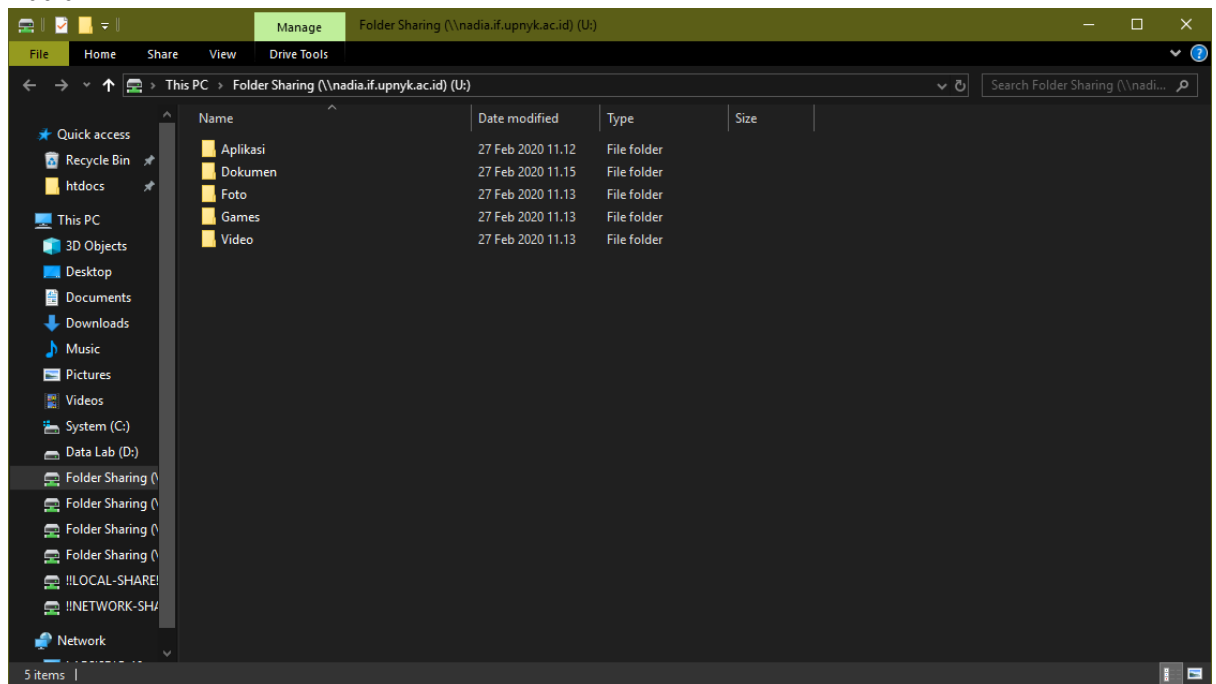 Manage
Folder Sharing (\\nadia.if.upnyk.ac.id) (U:)
File Home Share View Drive Tools
This PC > Folder Sharing (\\nadia.if.upnyk.ac.id) (U:)
Search Folder Sharing (\\nadi...
Name Date modified Type Size
Aplikasi 27 Feb 2020 11.12 File folder
Dokumen 27 Feb 2020 11.15 File folder
Foto 27 Feb 2020 11.13 File folder
Games 27 Feb 2020 11.13 File folder
Video 27 Feb 2020 11.13 File folder
Quick access
Recycle Bin
htdocs
This PC
3D Objects
Desktop
Documents
Downloads
Music
Pictures
Videos
System (C:)
Data Lab (D:)
Folder Sharing (\
Folder Sharing (\
Folder Sharing (\
Folder Sharing (\
!!LOCAL-SHARE!
!!NETWORK-SHA
Network
5 items